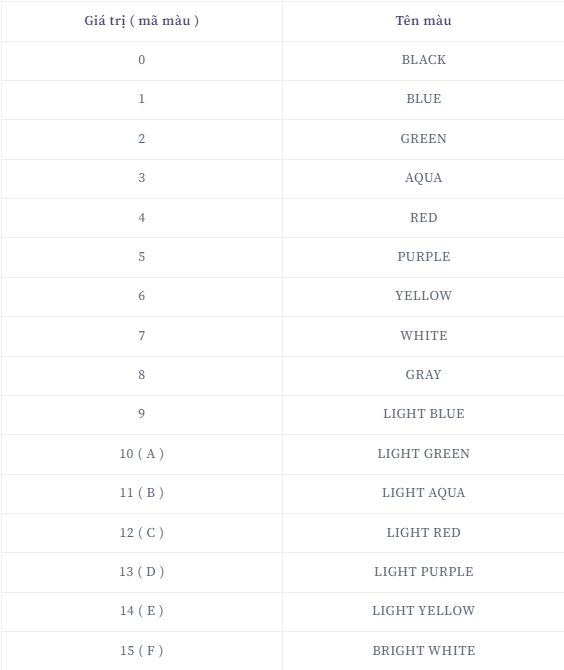 Giá trị ( mã màu ) Tên màu
0 BLACK
1 BLUE
2 GREEN
3 AQUA
4 RED
5 PURPLE
6 YELLOW
7 WHITE
8 GRAY
9 LIGHT BLUE
10 ( A ) LIGHT GREEN
11 ( B ) LIGHT AQUA
12 ( C ) LIGHT RED
13 ( D ) LIGHT PURPLE
14 ( E ) LIGHT YELLOW
15 ( F ) BRIGHT WHITE